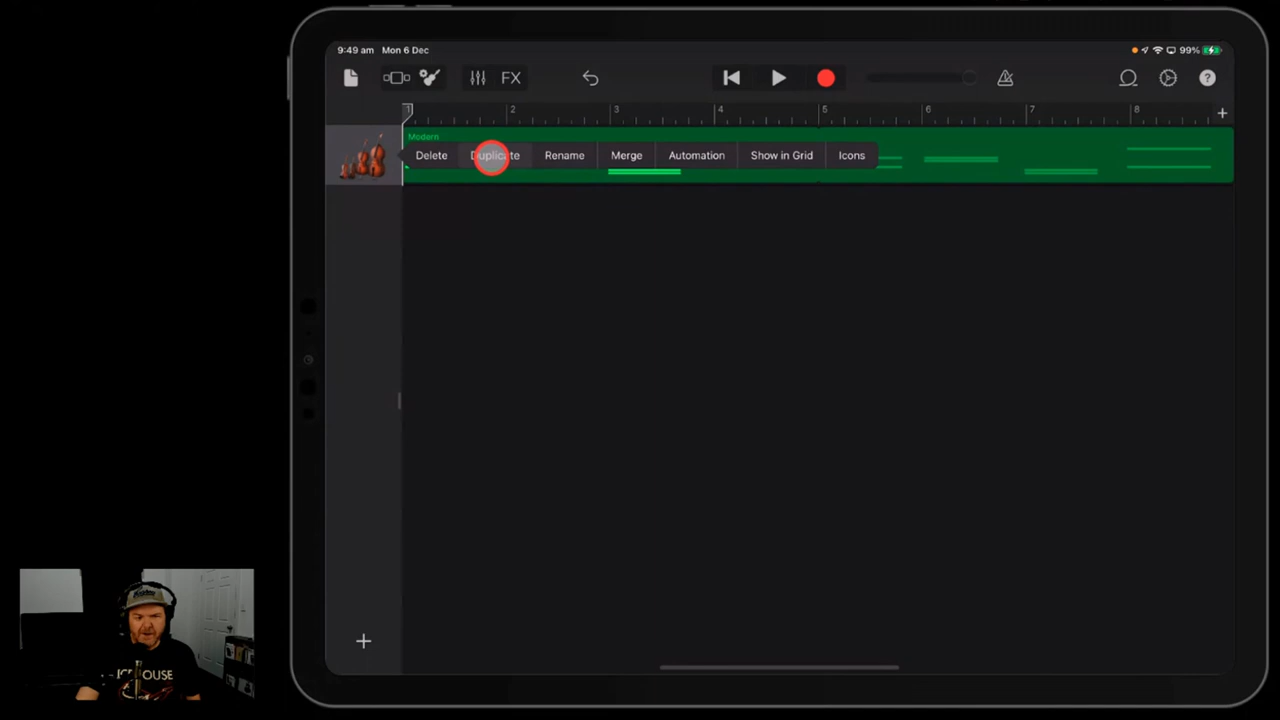 9:49 am Mon 6 Dec 99%
FX
1 2 3 4 5 6 7 8
Modern
Delete Duplicate Rename Merge Automation Show in Grid Icons